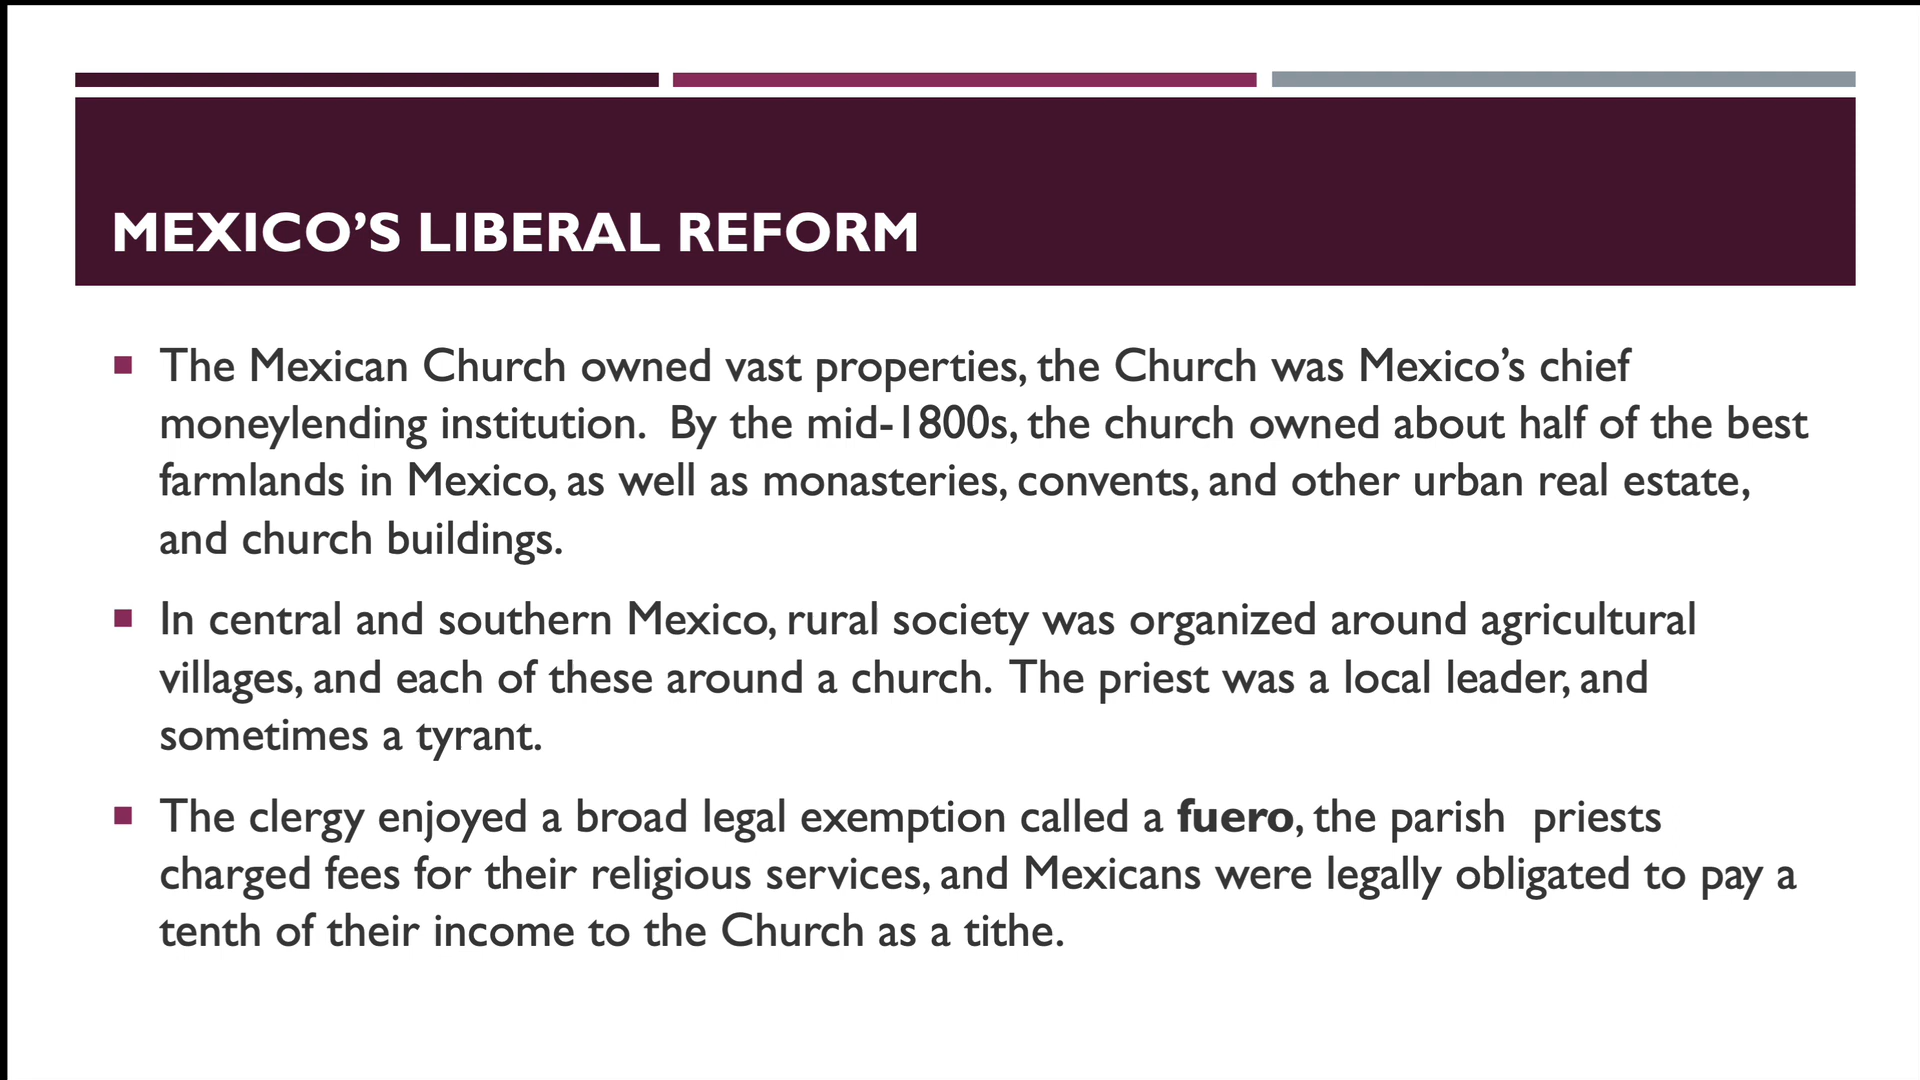 MEXICO’S LIBERAL REFORM
The Mexican Church owned vast properties, the Church was Mexico’s chief
moneylending institution.  By the mid-1800s, the church owned about half of the best
farmlands in Mexico, as well as monasteries, convents, and other urban real estate,
and church buildings.
In central and southern Mexico, rural society was organized around agricultural
villages, and each of these around a church.  The priest was a local leader, and
sometimes a tyrant.
The clergy enjoyed a broad legal exemption called a fuero, the parish  priests
charged fees for their religious services, and Mexicans were legally obligated to pay a
tenth of their income to the Church as a tithe.